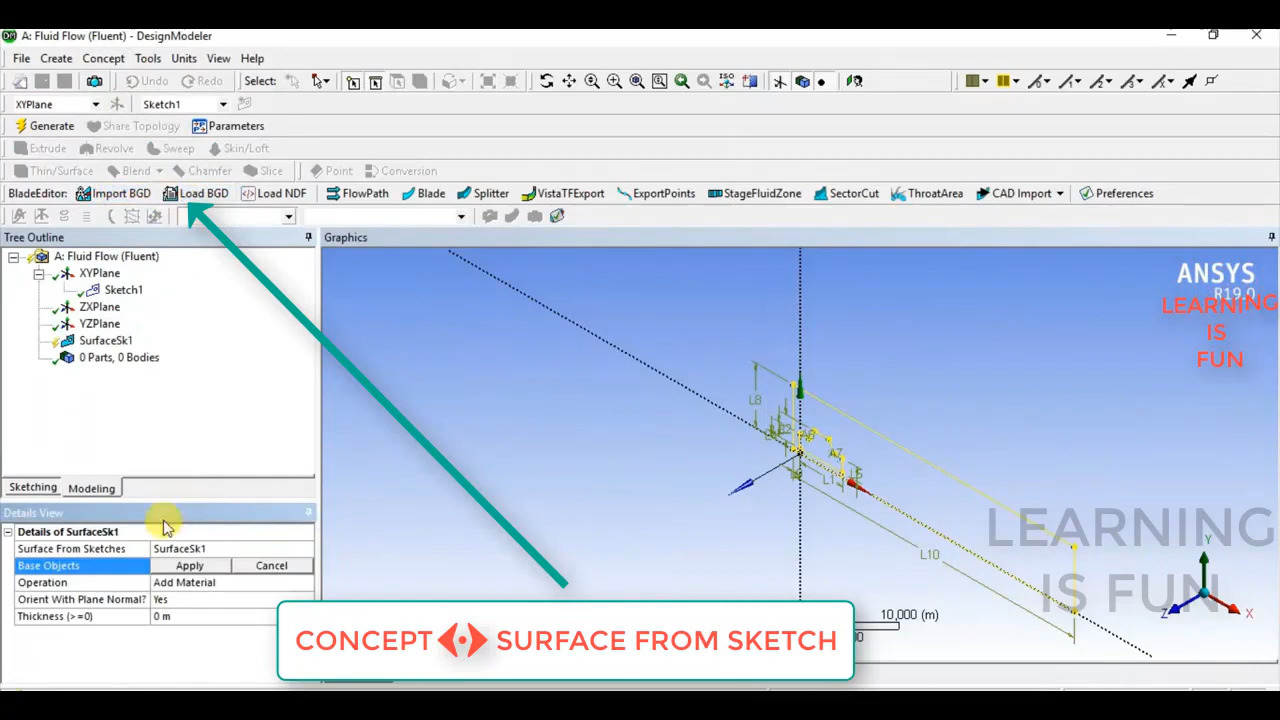 A: Fluid Flow (Fluent) - DesignModeler
File Create Concept Tools Units View Help
Undo Redo Select: ISO
XYPlane Sketch1
Generate Share Topology Parameters
Extrude Revolve Sweep Skin/Loft
Thin/Surface Blend Chamfer Slice Point Conversion
BladeEditor: Import BGD Load BGD Load NDF FlowPath Blade Splitter VistaTFExport ExportPoints StageFluidZone SectorCut ThroatArea CAD Import Preferences
Tree Outline
Graphics
A: Fluid Flow (Fluent)
XYPlane
Sketch1
ZXPlane
YZPlane
SurfaceSk1
0 Parts, 0 Bodies
ANSYS
R19.0
LEARNING
IS
FUN
L8
A7
L10
LEARNING
IS FUN
Y
Z
X
10,000 (m)
Sketching Modeling
Details View
Details of SurfaceSk1
Surface From Sketches SurfaceSk1
Base Objects Apply Cancel
Operation Add Material
Orient With Plane Normal? Yes
Thickness (>=0) 0 m
CONCEPT SURFACE FROM SKETCH